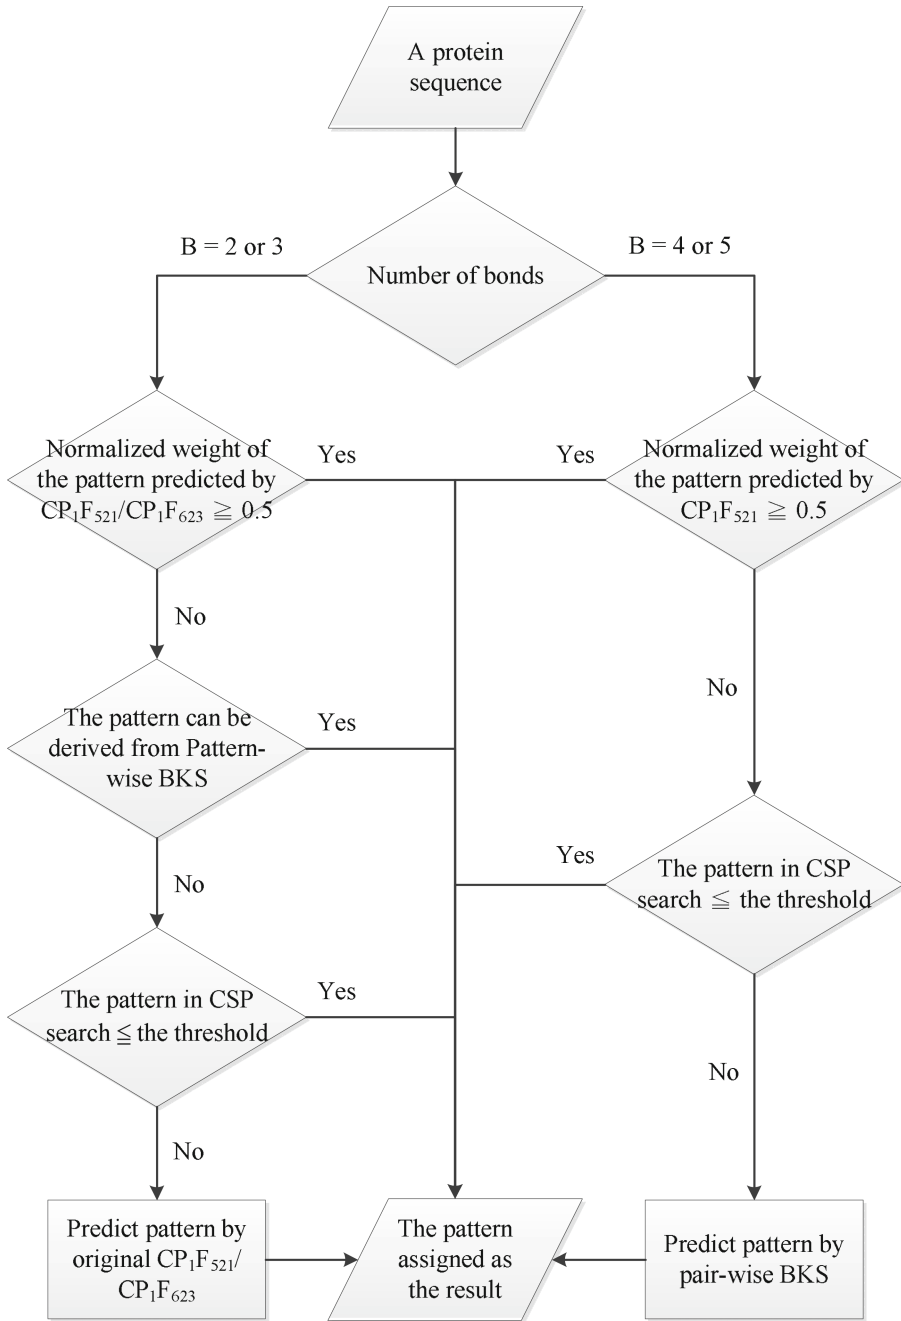 A protein
sequence
B = 2 or 3
B = 4 or 5
Number of bonds
Normalized weight of
the pattern predicted by
CP₁F₅₂₁/CP₁F₆₂₃ ≧ 0.5
Yes
Yes
Normalized weight of
the pattern predicted by
CP₁F₅₂₁ ≧ 0.5
No
No
The pattern can be
derived from Pattern-
wise BKS
Yes
No
Yes
The pattern in CSP
search ≦ the threshold
The pattern in CSP
search ≦ the threshold
Yes
No
No
Predict pattern by
original CP₁F₅₂₁/
CP₁F₆₂₃
The pattern
assigned as
the result
Predict pattern by
pair-wise BKS